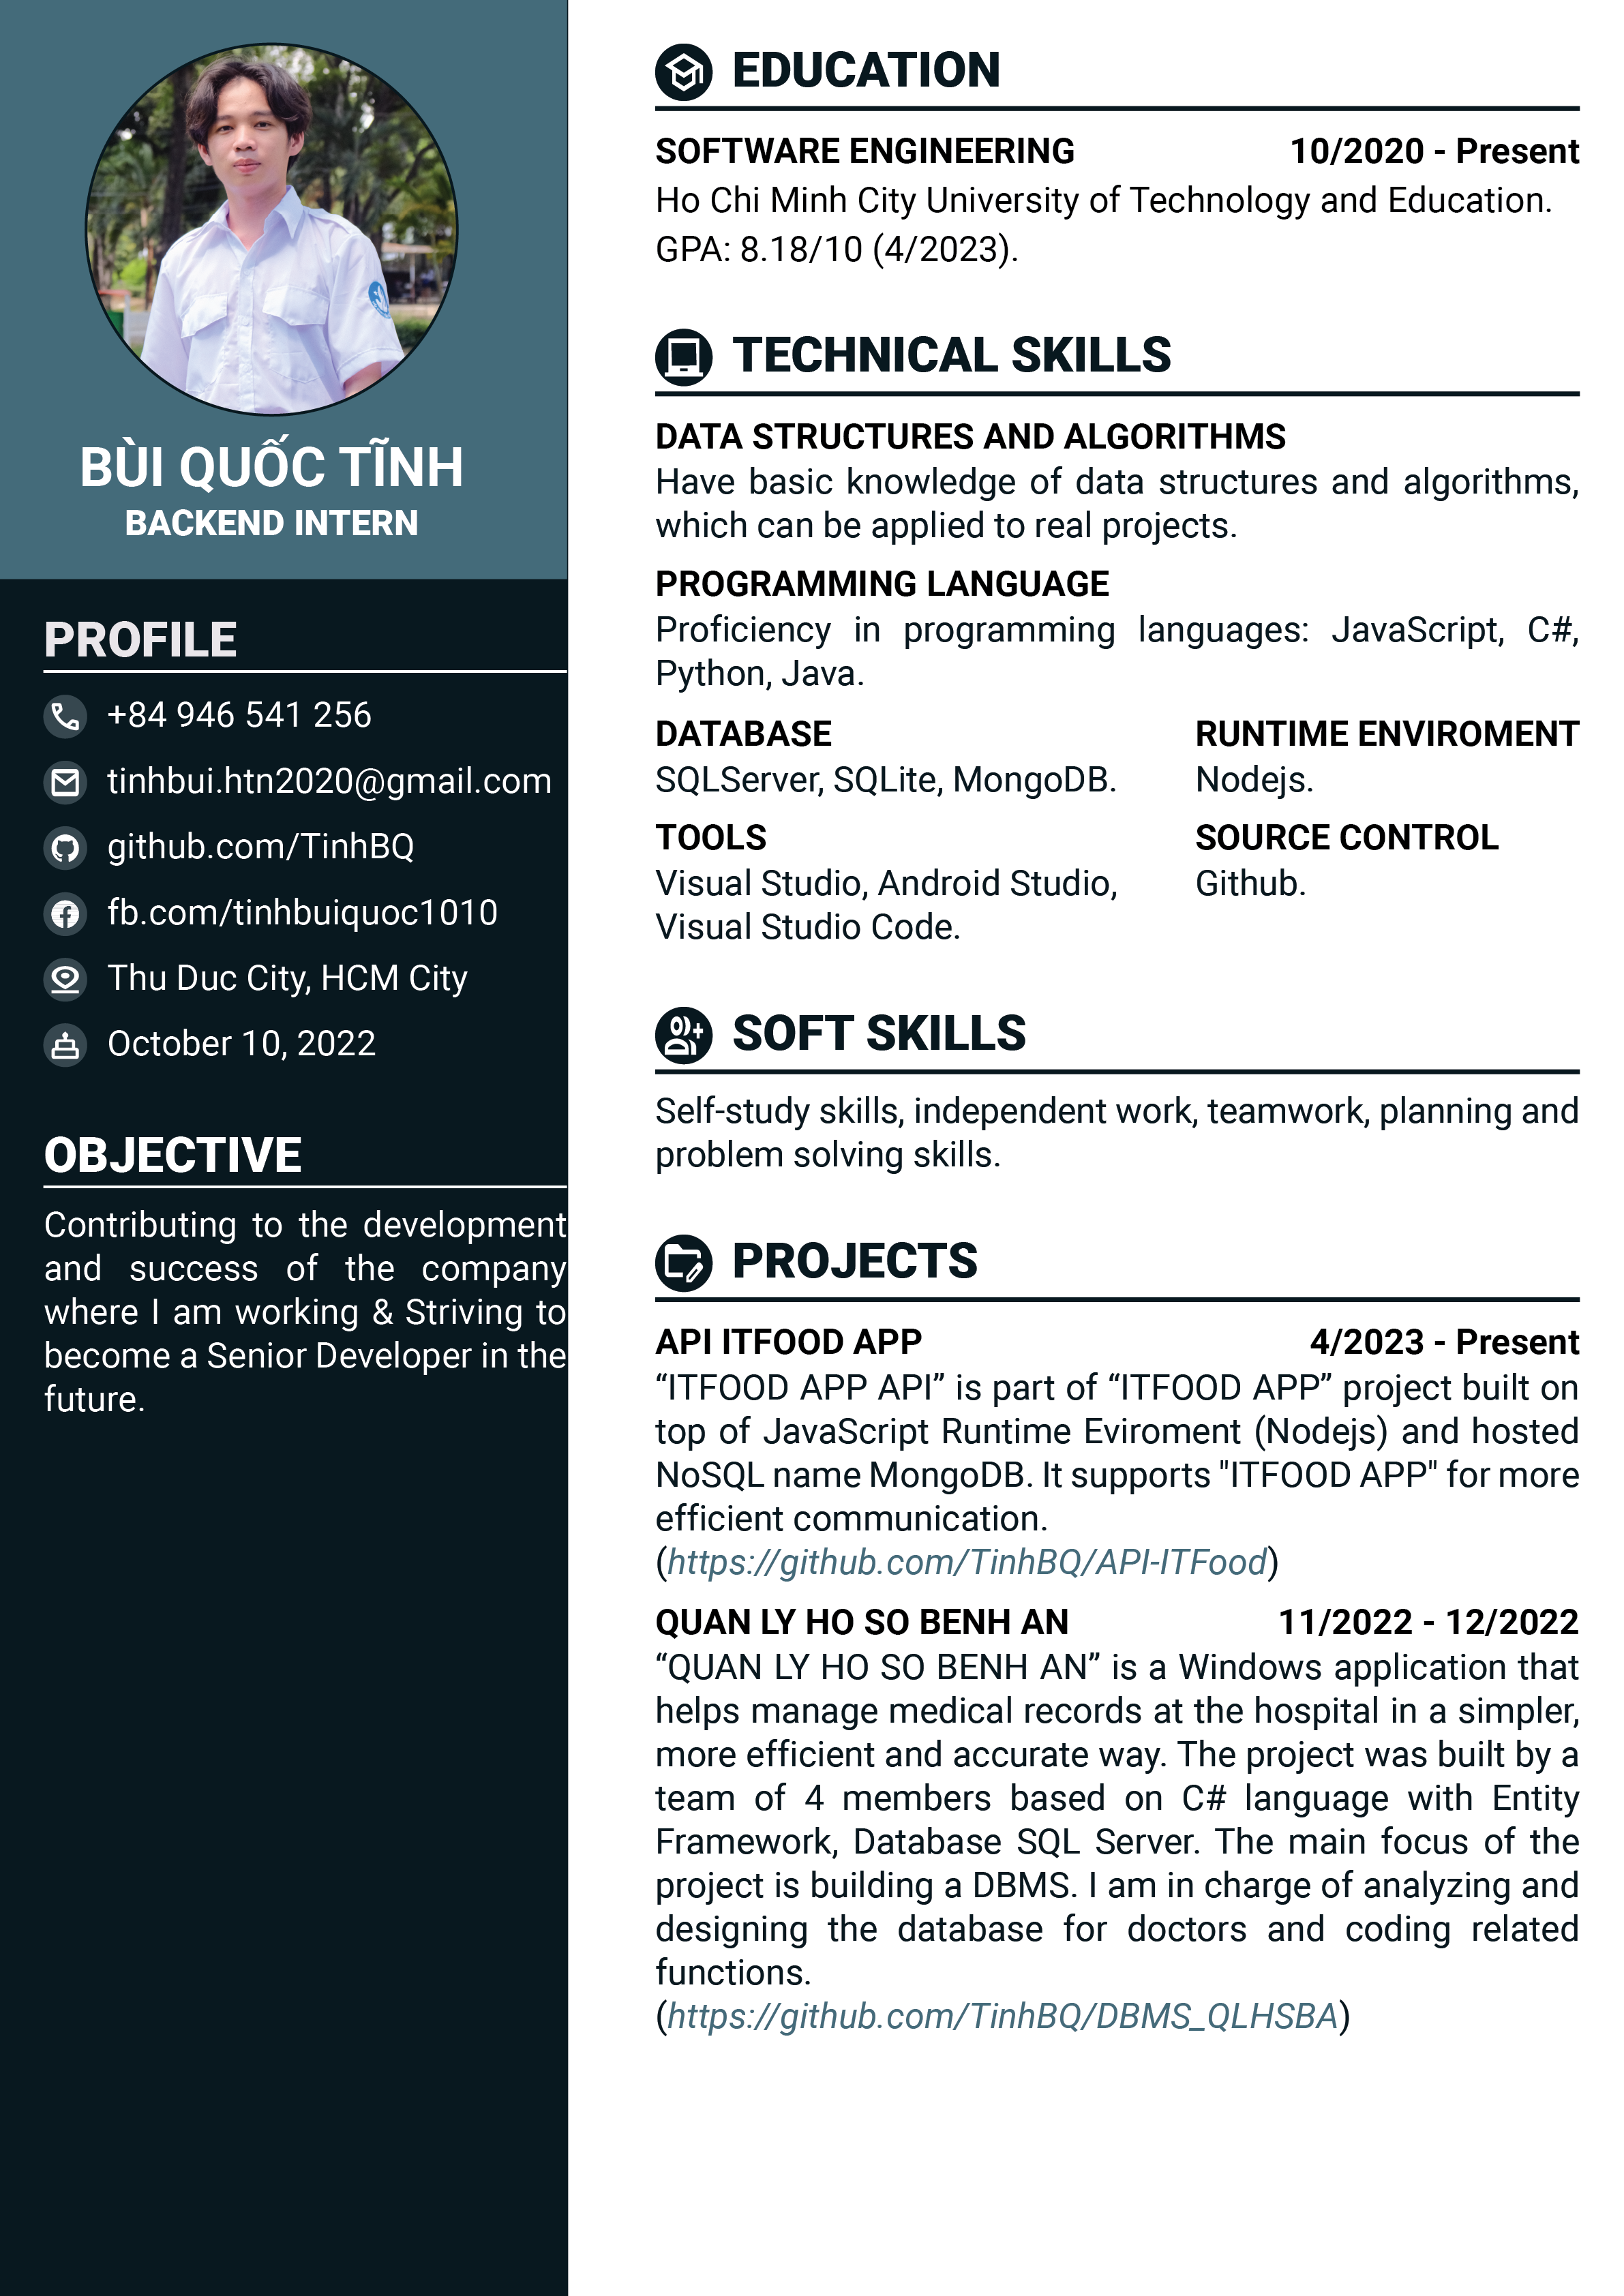 BÙI QUỐC TĨNH
BACKEND INTERN
PROFILE
+84 946 541 256
tinhbui.htn2020@gmail.com
github.com/TinhBQ
fb.com/tinhbuiquoc1010
Thu Duc City, HCM City
October 10, 2022
OBJECTIVE
Contributing to the development
and success of the company
where I am working & Striving to
become a Senior Developer in the
future.
EDUCATION
SOFTWARE ENGINEERING 10/2020 - Present
Ho Chi Minh City University of Technology and Education.
GPA: 8.18/10 (4/2023).
TECHNICAL SKILLS
DATA STRUCTURES AND ALGORITHMS
Have basic knowledge of data structures and algorithms,
which can be applied to real projects.
PROGRAMMING LANGUAGE
Proficiency in programming languages: JavaScript, C#,
Python, Java.
DATABASE
SQLServer, SQLite, MongoDB.
RUNTIME ENVIROMENT
Nodejs.
TOOLS
Visual Studio, Android Studio,
Visual Studio Code.
SOURCE CONTROL
Github.
SOFT SKILLS
Self-study skills, independent work, teamwork, planning and
problem solving skills.
PROJECTS
API ITFOOD APP 4/2023 - Present
“ITFOOD APP API” is part of “ITFOOD APP” project built on
top of JavaScript Runtime Eviroment (Nodejs) and hosted
NoSQL name MongoDB. It supports "ITFOOD APP" for more
efficient communication.
(https://github.com/TinhBQ/API-ITFood)
QUAN LY HO SO BENH AN 11/2022 - 12/2022
“QUAN LY HO SO BENH AN” is a Windows application that
helps manage medical records at the hospital in a simpler,
more efficient and accurate way. The project was built by a
team of 4 members based on C# language with Entity
Framework, Database SQL Server. The main focus of the
project is building a DBMS. I am in charge of analyzing and
designing the database for doctors and coding related
functions.
(https://github.com/TinhBQ/DBMS_QLHSBA)